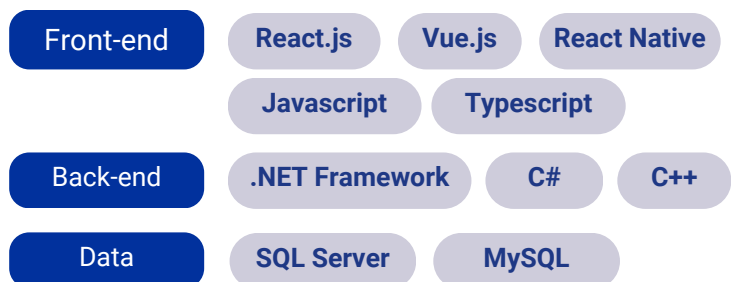 Front-end React.js Vue.js React Native
Javascript Typescript
Back-end .NET Framework C# C++
Data SQL Server MySQL